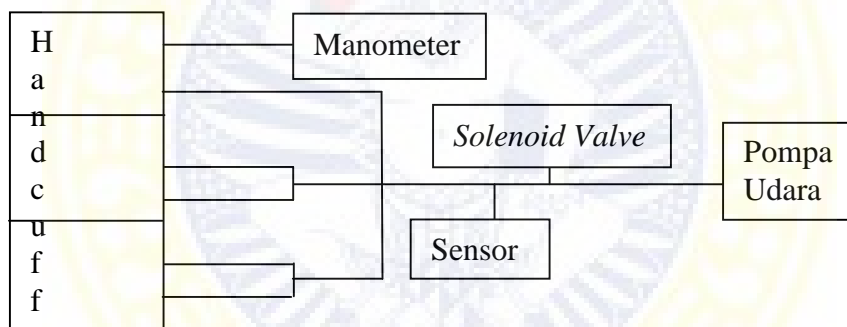 H
a
n
d
c
u
f
f
Manometer
Solenoid Valve
Pompa
Udara
Sensor